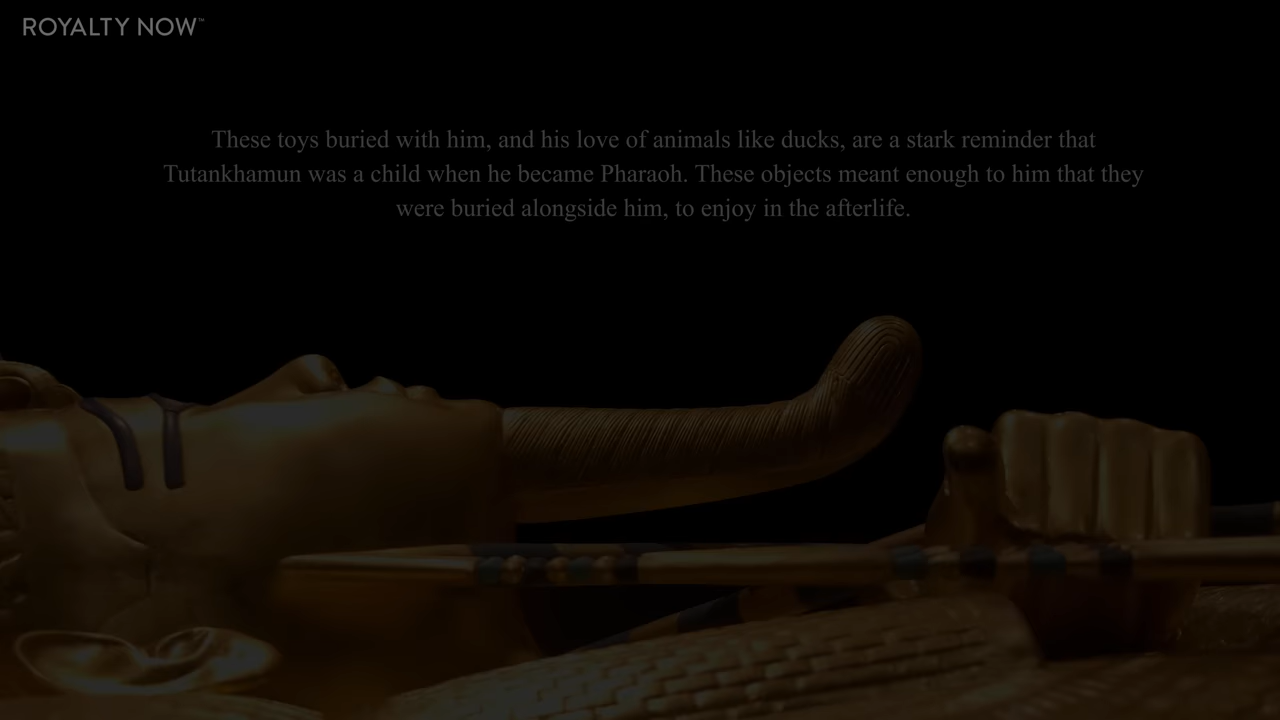 ROYALTY NOW™
These toys buried with him, and his love of animals like ducks, are a stark reminder that
Tutankhamun was a child when he became Pharaoh. These objects meant enough to him that they
were buried alongside him, to enjoy in the afterlife.